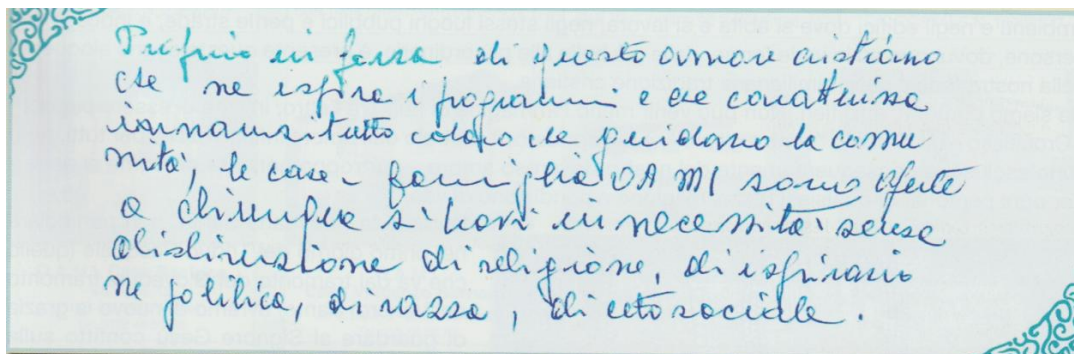 Proprio in forza di questo amore cristiano
che ne ispira i programmi e che caratterizza
innanzitutto coloro che guidano la comu
nità, le case-famiglia OAMI sono aperte
a chiunque si trovi in necessità senza
distinzione di religione, di ispirazio
ne politica, di razza, di ceto sociale.